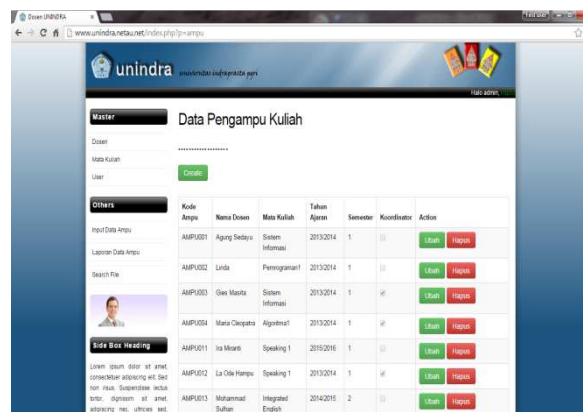 Dosen UNINDRA
www.unindra.netau.net/index.php?p=ampu
unindra universitas indraprasta pgri
Halo admin,
Master
Dosen
Mata Kuliah
User
Others
Input Data Ampu
Laporan Data Ampu
Search File
Side Box Heading
Lorem ipsum dolor sit amet,
consectetuer adipiscing elit. Sed
non risus. Suspendisse lectus
tortor, dignissim sit amet,
adipiscing nec, ultricies sed,
Data Pengampu Kuliah
Create
Kode Ampu Nama Dosen Mata Kuliah Tahun Ajaran Semester Koordinator Action
AMPU001 Agung Sedayu Sistem Informasi 2013/2014 1 Ubah Hapus
AMPU002 Linda Pemrograman1 2013/2014 1 Ubah Hapus
AMPU003 Gies Masita Sistem Informasi 2013/2014 1 Ubah Hapus
AMPU004 Maria Cleopatra Algoritma1 2013/2014 1 Ubah Hapus
AMPU011 Ira Miranti Speaking 1 2015/2016 1 Ubah Hapus
AMPU012 La Ode Hampu Speaking 1 2013/2014 1 Ubah Hapus
AMPU013 Mohammad Sulhan Integrated English 2014/2015 2 Ubah Hapus